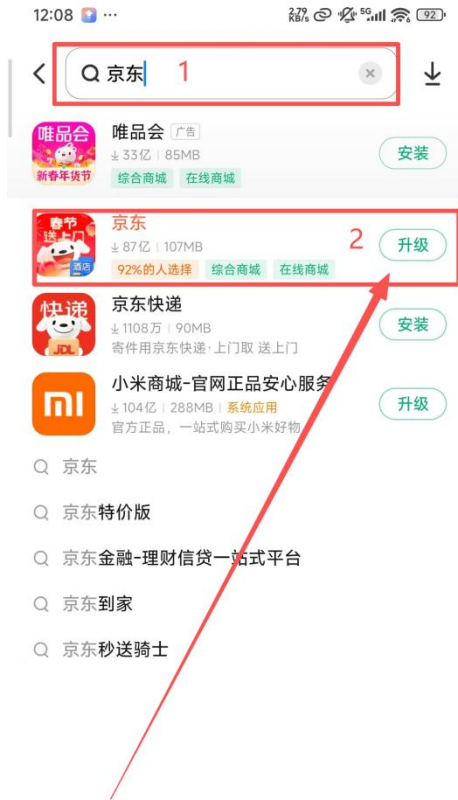 12:08 ... 2.79 KB/s 5G 92
京东 1
唯品会
新春年货节
唯品会 广告
33亿 | 85MB
综合商城 在线商城
安装
春节
送上门
酒店
京东
87亿 | 107MB
92%的人选择 综合商城 在线商城
2
升级
快递
JDL
京东快递
1108万 | 90MB
寄件用京东快递·上门取 送上门
安装
小米商城-官网正品安心服务
104亿 | 288MB | 系统应用
官方正品，一站式购买小米好物
升级
京东
京东特价版
京东金融-理财信贷一站式平台
京东到家
京东秒送骑士